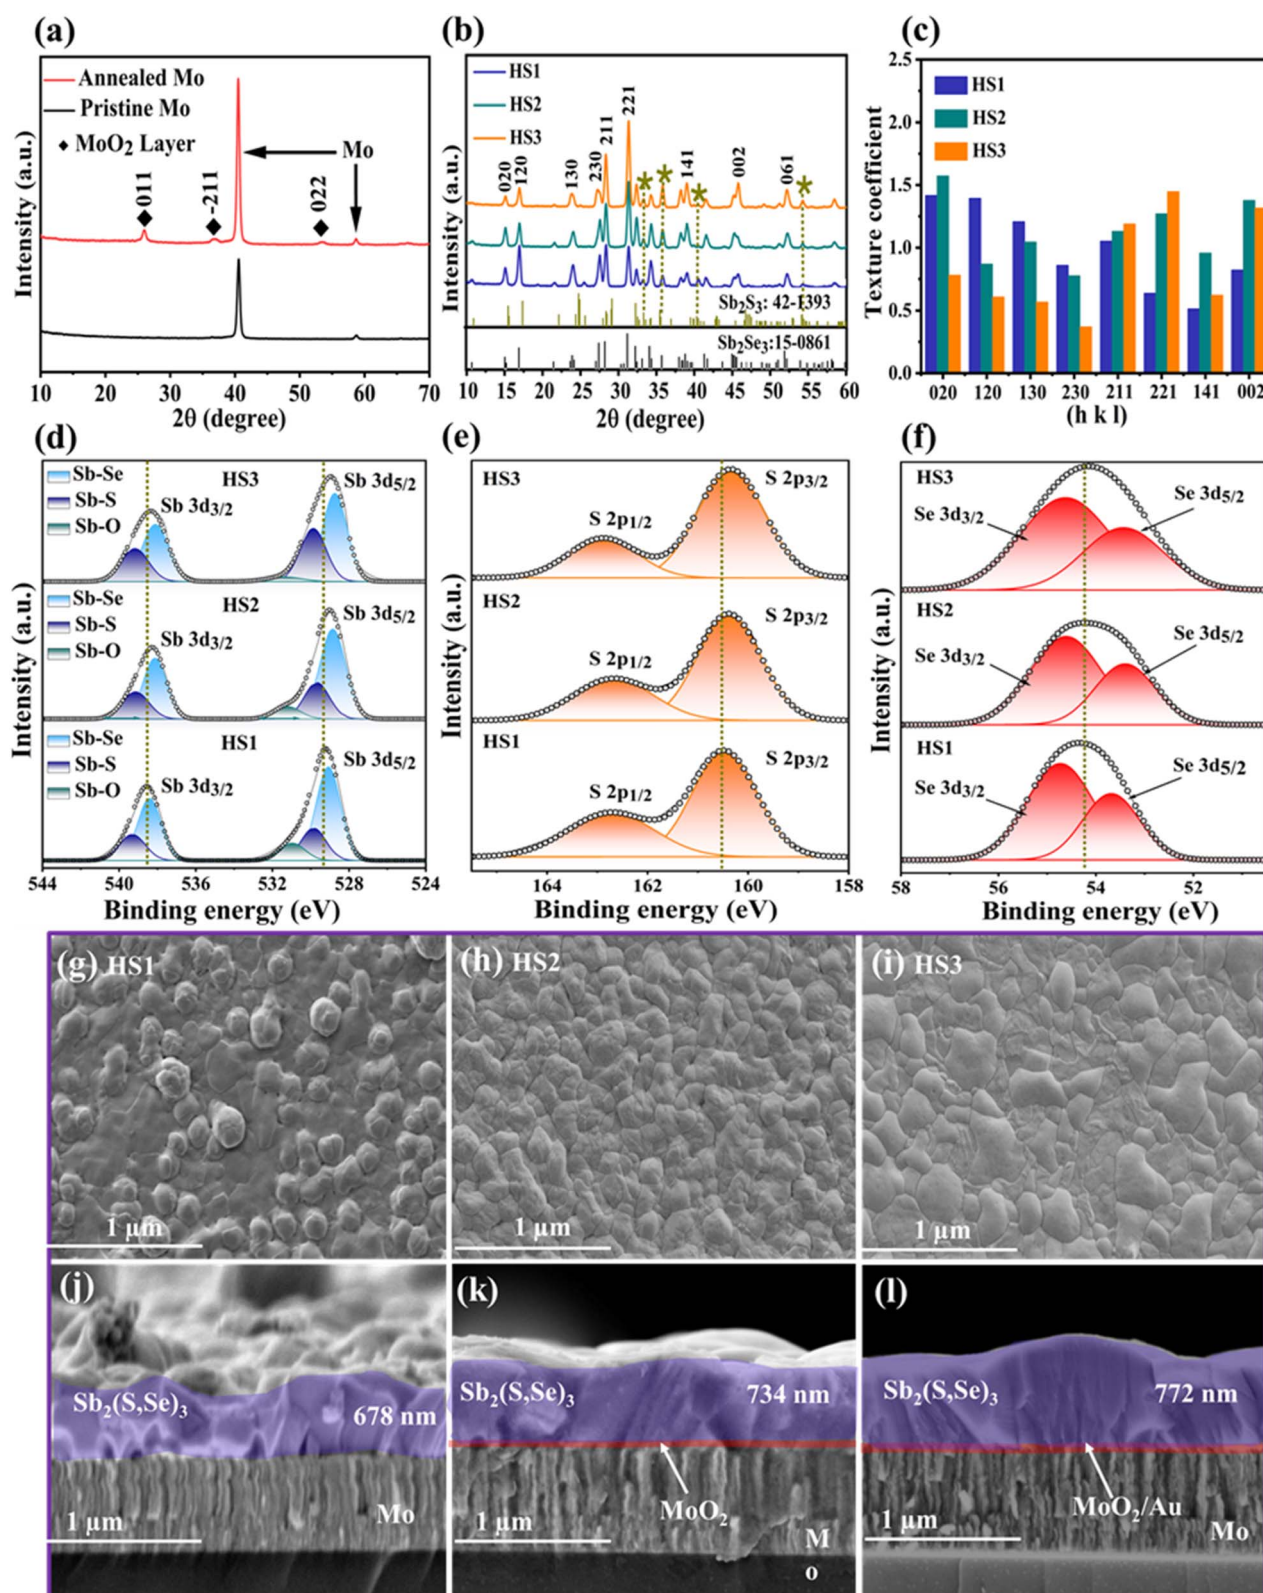 (a)
Intensity (a.u.)
Annealed Mo
Pristine Mo
MoO₂ Layer
Mo
011
-211
022
10 20 30 40 50 60 70
2θ (degree)
(b)
Intensity (a.u.)
HS1
HS2
HS3
020
120
130
230
211
221
141
002
061
Sb₂S₃: 42-1393
Sb₂Se₃:15-0861
10 15 20 25 30 35 40 45 50 55 60
2θ (degree)
(c)
Texture coefficient
2.5
2.0
1.5
1.0
0.5
0.0
HS1
HS2
HS3
020 120 130 230 211 221 141 002
(h k l)
(d)
Intensity (a.u.)
Sb-Se
Sb-S
Sb-O
HS3
Sb 3d₃/₂
Sb 3d₅/₂
Sb-Se
Sb-S
Sb-O
HS2
Sb 3d₃/₂
Sb 3d₅/₂
Sb-Se
Sb-S
Sb-O
HS1
Sb 3d₃/₂
Sb 3d₅/₂
544 540 536 532 528 524
Binding energy (eV)
(e)
Intensity (a.u.)
HS3
S 2p₁/₂
S 2p₃/₂
HS2
S 2p₁/₂
S 2p₃/₂
HS1
S 2p₁/₂
S 2p₃/₂
164 162 160 158
Binding energy (eV)
(f)
Intensity (a.u.)
HS3
Se 3d₃/₂
Se 3d₅/₂
HS2
Se 3d₃/₂
Se 3d₅/₂
HS1
Se 3d₃/₂
Se 3d₅/₂
58 56 54 52
Binding energy (eV)
(g) HS1
1 μm
(h) HS2
1 μm
(i) HS3
1 μm
(j)
Sb₂(S,Se)₃
678 nm
Mo
1 μm
(k)
Sb₂(S,Se)₃
734 nm
MoO₂
1 μm
M
o
(l)
Sb₂(S,Se)₃
772 nm
MoO₂/Au
1 μm
Mo